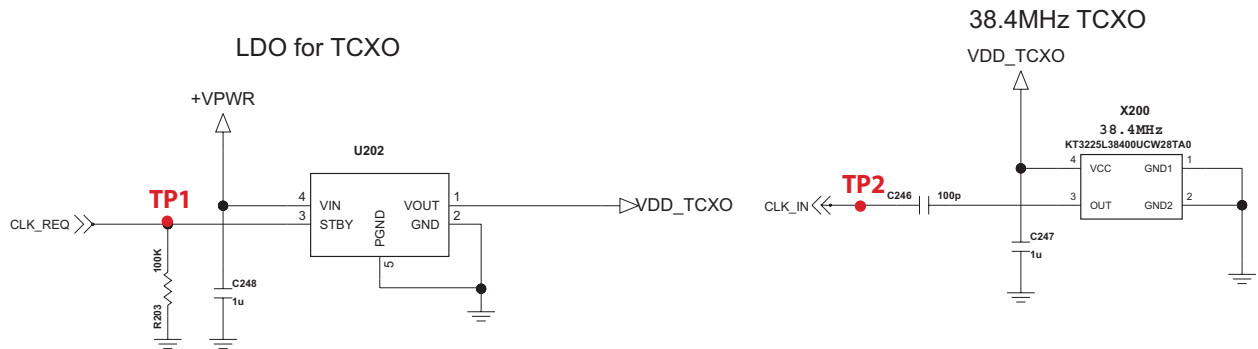 LDO for TCXO
+VPWR
U202
TP1
CLK_REQ
4
3
VIN
STBY
PGND
VOUT
GND
1
2
5
VDD_TCXO
100K
R203
C248
1u
38.4MHz TCXO
VDD_TCXO
X200
38.4MHz
KT3225L38400UCW28TA0
TP2
CLK_IN
C246
100p
4
3
VCC
OUT
GND1
GND2
1
2
C247
1u